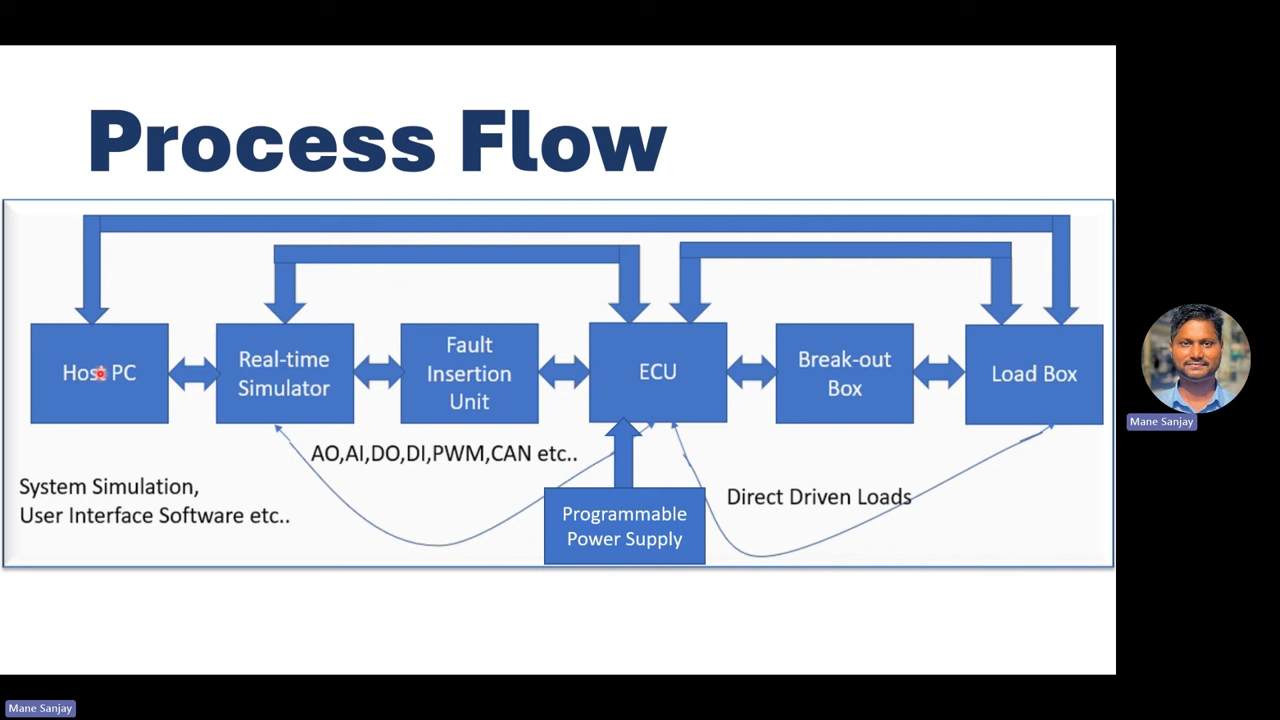 Process Flow
Host PC
Real-time
Simulator
Fault
Insertion
Unit
ECU
Break-out
Box
Load Box
AO,AI,DO,DI,PWM,CAN etc..
System Simulation,
User Interface Software etc..
Programmable
Power Supply
Direct Driven Loads
Mane Sanjay
Mane Sanjay